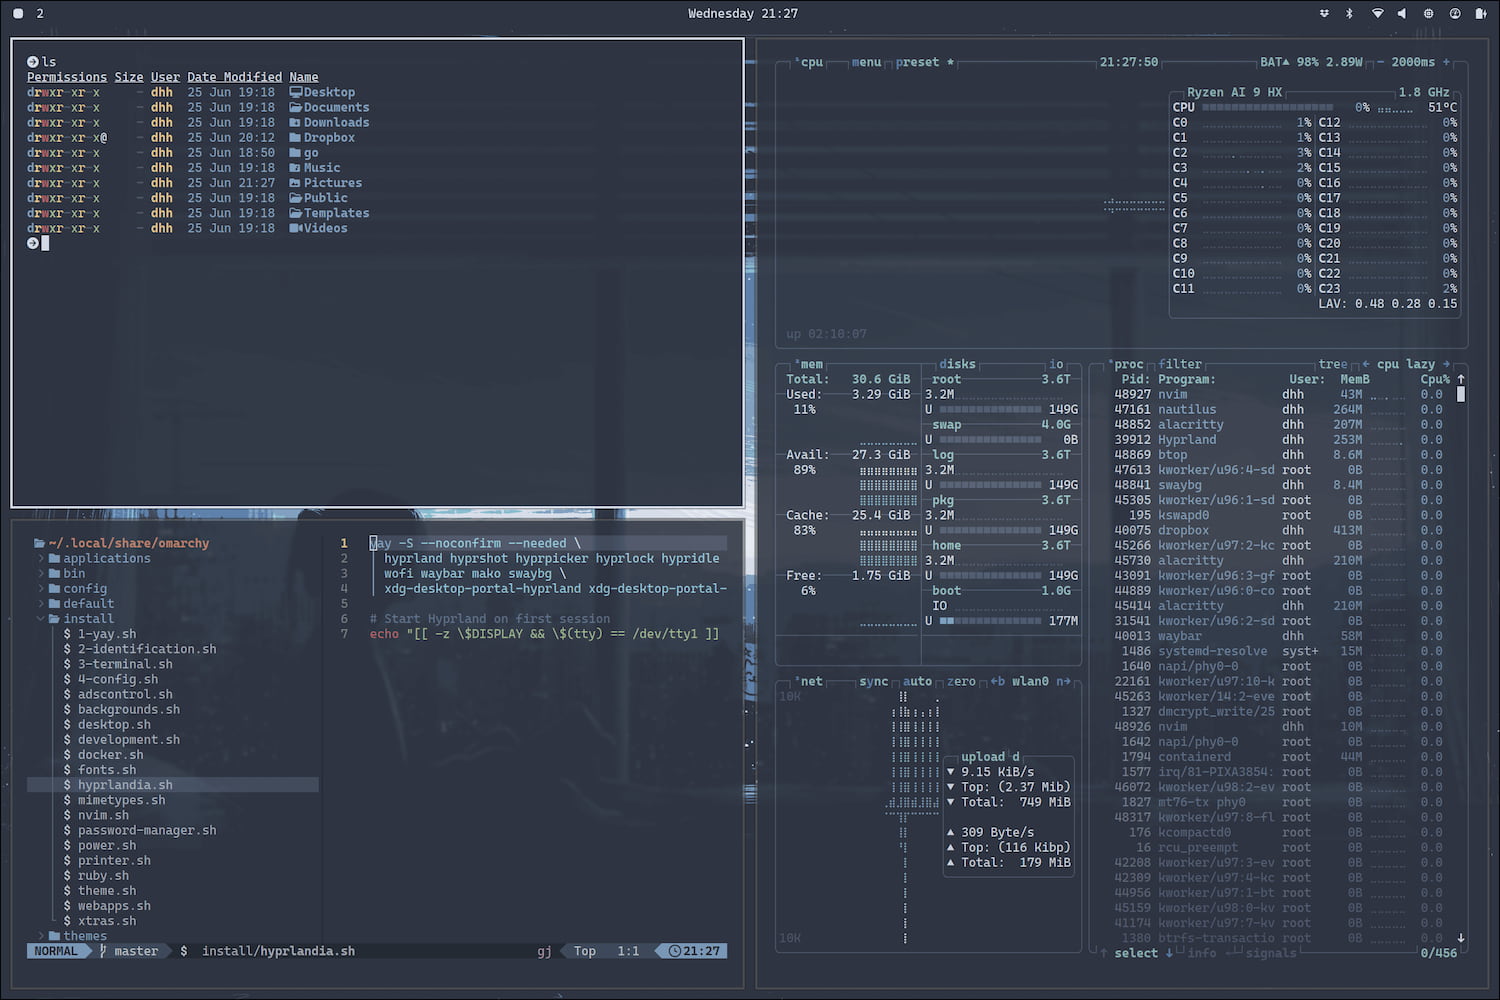 2
Wednesday 21:27
ls
Permissions Size User Date Modified Name
drwxr-xr-x - dhh 25 Jun 19:18 Desktop
drwxr-xr-x - dhh 25 Jun 19:18 Documents
drwxr-xr-x - dhh 25 Jun 19:18 Downloads
drwxr-xr-x@ - dhh 25 Jun 20:12 Dropbox
drwxr-xr-x - dhh 25 Jun 18:50 go
drwxr-xr-x - dhh 25 Jun 19:18 Music
drwxr-xr-x - dhh 25 Jun 21:27 Pictures
drwxr-xr-x - dhh 25 Jun 19:18 Public
drwxr-xr-x - dhh 25 Jun 19:18 Templates
drwxr-xr-x - dhh 25 Jun 19:18 Videos
~/.local/share/omarchy
applications
bin
config
default
install
$ 1-yay.sh
$ 2-identification.sh
$ 3-terminal.sh
$ 4-config.sh
$ adscontrol.sh
$ backgrounds.sh
$ desktop.sh
$ development.sh
$ docker.sh
$ fonts.sh
$ hyprlandia.sh
$ mimetypes.sh
$ nvim.sh
$ password-manager.sh
$ power.sh
$ printer.sh
$ ruby.sh
$ theme.sh
$ webapps.sh
$ xtras.sh
themes
1 yay -S --noconfirm --needed \
2 hyprland hyprshot hyprpicker hyprlock hypridle
3 wofi waybar mako swaybg \
4 xdg-desktop-portal-hyprland xdg-desktop-portal-
5
6 # Start Hyprland on first session
7 echo "[[ -z \$DISPLAY && \$(tty) == /dev/tty1 ]]
NORMAL master $ install/hyprlandia.sh gj Top 1:1 21:27
¹cpu menu preset * 21:27:50 BAT▲ 98% 2.89W - 2000ms +
Ryzen AI 9 HX 1.8 GHz
CPU 0% 51°C
C0 1% C12 0%
C1 1% C13 0%
C2 3% C14 0%
C3 2% C15 0%
C4 0% C16 0%
C5 0% C17 0%
C6 0% C18 0%
C7 0% C19 0%
C8 0% C20 0%
C9 0% C21 0%
C10 0% C22 0%
C11 0% C23 2%
LAV: 0.48 0.28 0.15
up 02:10:07
²mem
Total: 30.6 GiB
Used: 3.29 GiB
11%
Avail: 27.3 GiB
89%
Cache: 25.4 GiB
83%
Free: 1.75 GiB
6%
disks io
root 3.6T
3.2M
U 149G
swap 4.0G
U 0B
log 3.6T
3.2M
U 149G
pkg 3.6T
3.2M
U 149G
home 3.6T
3.2M
U 149G
boot 1.0G
IO
U 177M
³net sync auto zero ←b wlan0 n→
10K
upload d
▼ 9.15 KiB/s
▼ Top: (2.37 Mib)
▼ Total: 749 MiB
▲ 309 Byte/s
▲ Top: (116 Kibp)
▲ Total: 179 MiB
10K
⁴proc filter tree ← cpu lazy →
Pid: Program: User: MemB Cpu% ↑
48927 nvim dhh 43M 0.0
47161 nautilus dhh 264M 0.0
48852 alacritty dhh 207M 0.0
39912 Hyprland dhh 253M 0.0
48869 btop dhh 8.6M 0.0
47613 kworker/u96:4-sd root 0B 0.0
48841 swaybg dhh 8.4M 0.0
45305 kworker/u96:1-sd root 0B 0.0
195 kswapd0 root 0B 0.0
40075 dropbox dhh 413M 0.0
45266 kworker/u97:2-kc root 0B 0.0
45730 alacritty dhh 210M 0.0
43091 kworker/u96:3-gf root 0B 0.0
44889 kworker/u96:0-co root 0B 0.0
45414 alacritty dhh 210M 0.0
31541 kworker/u96:2-sd root 0B 0.0
40013 waybar dhh 58M 0.0
1486 systemd-resolve syst+ 15M 0.0
1640 napi/phy0-0 root 0B 0.0
22161 kworker/u97:10-k root 0B 0.0
45263 kworker/14:2-eve root 0B 0.0
1327 dmcrypt_write/25 root 0B 0.0
48926 nvim dhh 10M 0.0
1642 napi/phy0-0 root 0B 0.0
1794 containerd root 44M 0.0
1577 irq/81-PIXA3854: root 0B 0.0
46072 kworker/u98:2-ev root 0B 0.0
1827 mt76-tx phy0 root 0B 0.0
48317 kworker/u97:8-fl root 0B 0.0
176 kcompactd0 root 0B 0.0
16 rcu_preempt root 0B 0.0
42208 kworker/u97:3-ev root 0B 0.0
42309 kworker/u97:4-kc root 0B 0.0
44956 kworker/u97:1-bt root 0B 0.0
45159 kworker/u98:0-kv root 0B 0.0
41174 kworker/u97:7-kv root 0B 0.0
1380 btrfs-transactio root 0B 0.0 ↓
↑ select ↓ info ↵ signals 0/456